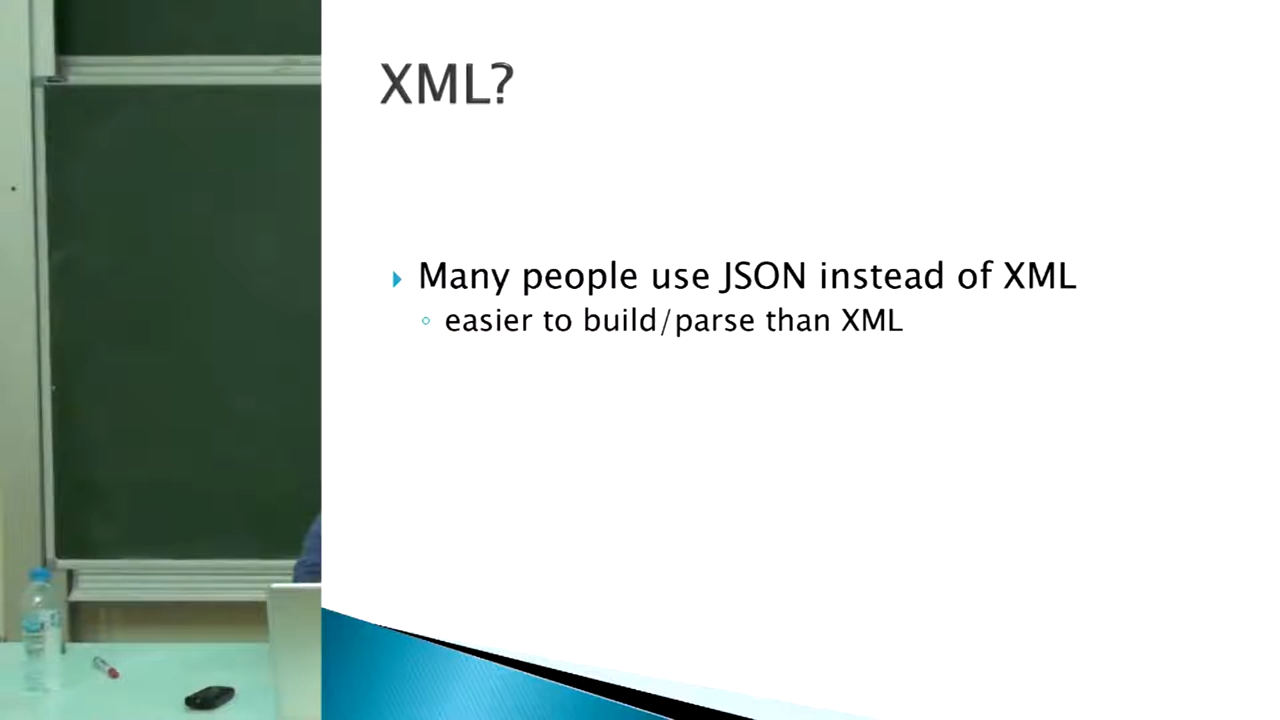 XML?
Many people use JSON instead of XML
easier to build/parse than XML